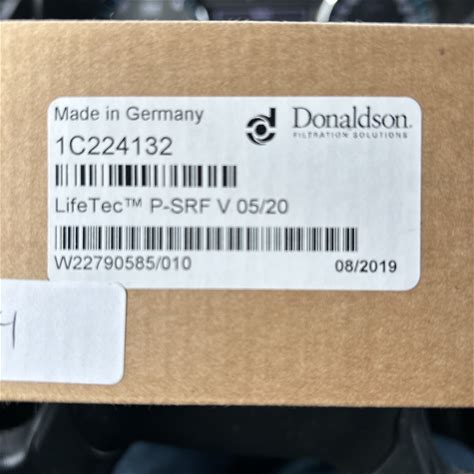 Made in Germany
Donaldson.
FILTRATION SOLUTIONS
1C224132
LifeTec™ P-SRF V 05/20
W22790585/010
08/2019